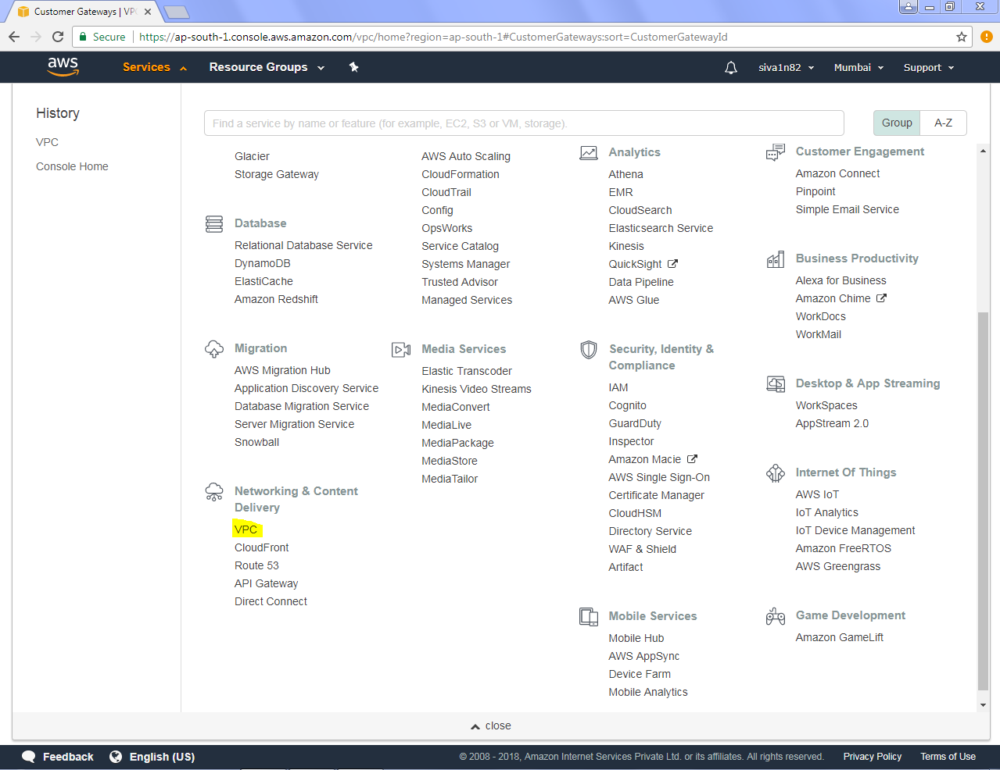 Customer Gateways | VPC
Secure
https://ap-south-1.console.aws.amazon.com/vpc/home?region=ap-south-1#CustomerGateways:sort=CustomerGatewayId
aws
Services
Resource Groups
siva1n82
Mumbai
Support
History
VPC
Console Home
Find a service by name or feature (for example, EC2, S3 or VM, storage).
Group
A-Z
Glacier
Storage Gateway
Database
Relational Database Service
DynamoDB
ElastiCache
Amazon Redshift
Migration
AWS Migration Hub
Application Discovery Service
Database Migration Service
Server Migration Service
Snowball
Networking & Content
Delivery
VPC
CloudFront
Route 53
API Gateway
Direct Connect
AWS Auto Scaling
CloudFormation
CloudTrail
Config
OpsWorks
Service Catalog
Systems Manager
Trusted Advisor
Managed Services
Media Services
Elastic Transcoder
Kinesis Video Streams
MediaConvert
MediaLive
MediaPackage
MediaStore
MediaTailor
Analytics
Athena
EMR
CloudSearch
Elasticsearch Service
Kinesis
QuickSight
Data Pipeline
AWS Glue
Security, Identity &
Compliance
IAM
Cognito
GuardDuty
Inspector
Amazon Macie
AWS Single Sign-On
Certificate Manager
CloudHSM
Directory Service
WAF & Shield
Artifact
Mobile Services
Mobile Hub
AWS AppSync
Device Farm
Mobile Analytics
Customer Engagement
Amazon Connect
Pinpoint
Simple Email Service
Business Productivity
Alexa for Business
Amazon Chime
WorkDocs
WorkMail
Desktop & App Streaming
WorkSpaces
AppStream 2.0
Internet Of Things
AWS IoT
IoT Analytics
IoT Device Management
Amazon FreeRTOS
AWS Greengrass
Game Development
Amazon GameLift
close
Feedback
English (US)
© 2008 - 2018, Amazon Internet Services Private Ltd. or its affiliates. All rights reserved.
Privacy Policy
Terms of Use